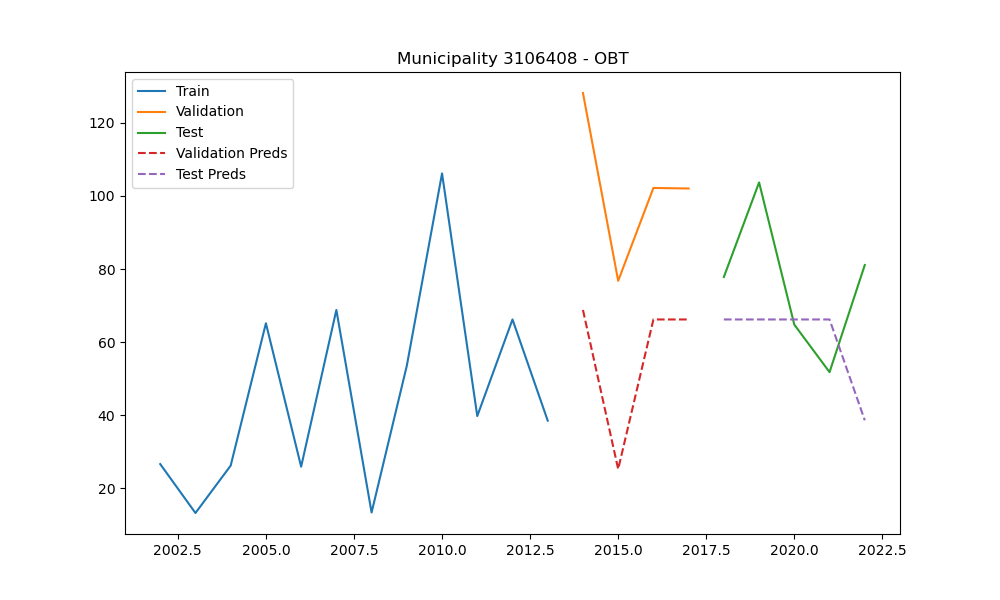 Municipality 3106408 - OBT
Train
Validation
Test
Validation Preds
Test Preds
120
100
80
60
40
20
2002.5 2005.0 2007.5 2010.0 2012.5 2015.0 2017.5 2020.0 2022.5